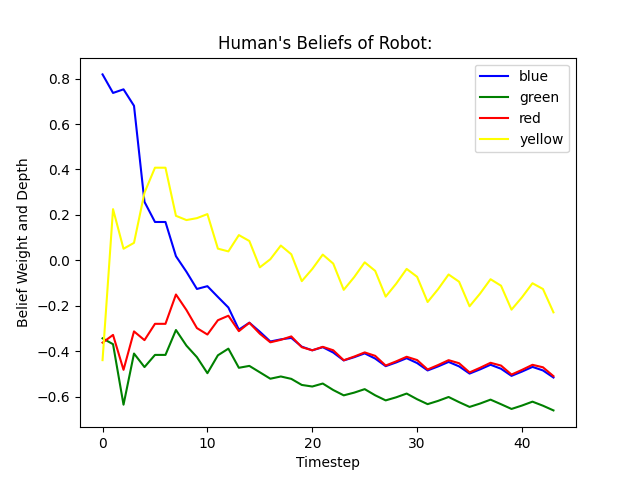 Human's Beliefs of Robot:
blue
green
red
yellow
Belief Weight and Depth
0.8
0.6
0.4
0.2
0.0
−0.2
−0.4
−0.6
0 10 20 30 40
Timestep